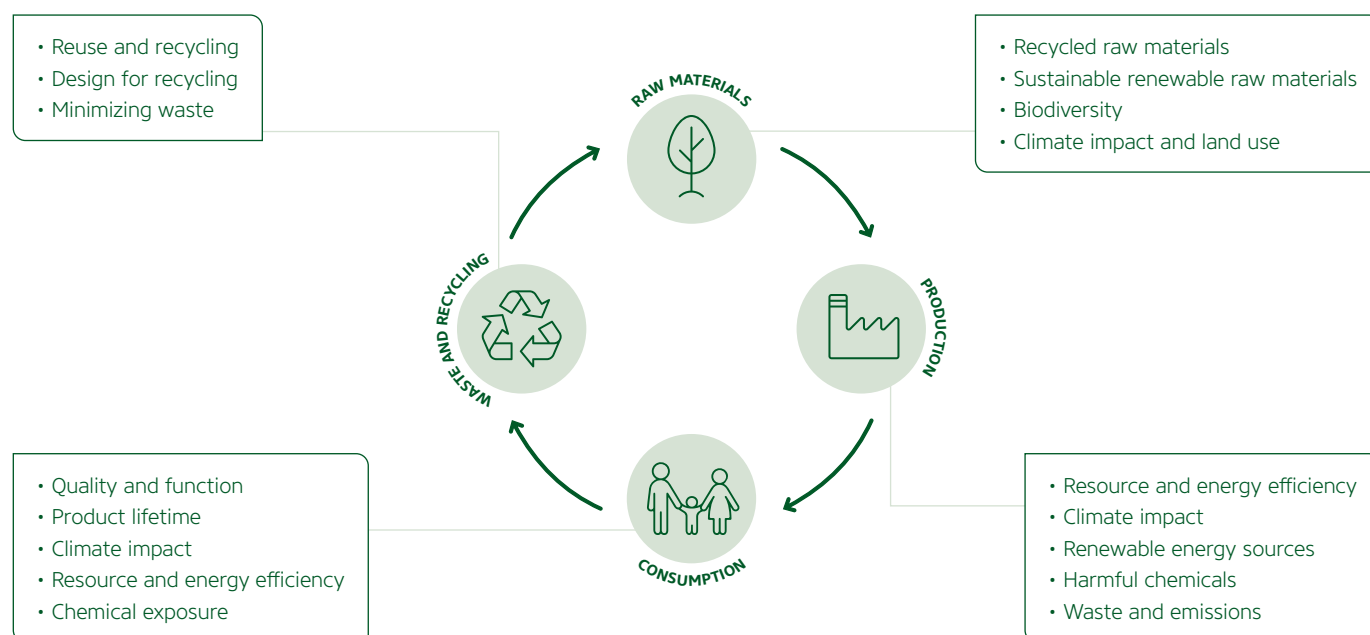 • Reuse and recycling
• Design for recycling
• Minimizing waste
RAW MATERIALS
• Recycled raw materials
• Sustainable renewable raw materials
• Biodiversity
• Climate impact and land use
WASTE AND RECYCLING
PRODUCTION
• Quality and function
• Product lifetime
• Climate impact
• Resource and energy efficiency
• Chemical exposure
CONSUMPTION
• Resource and energy efficiency
• Climate impact
• Renewable energy sources
• Harmful chemicals
• Waste and emissions